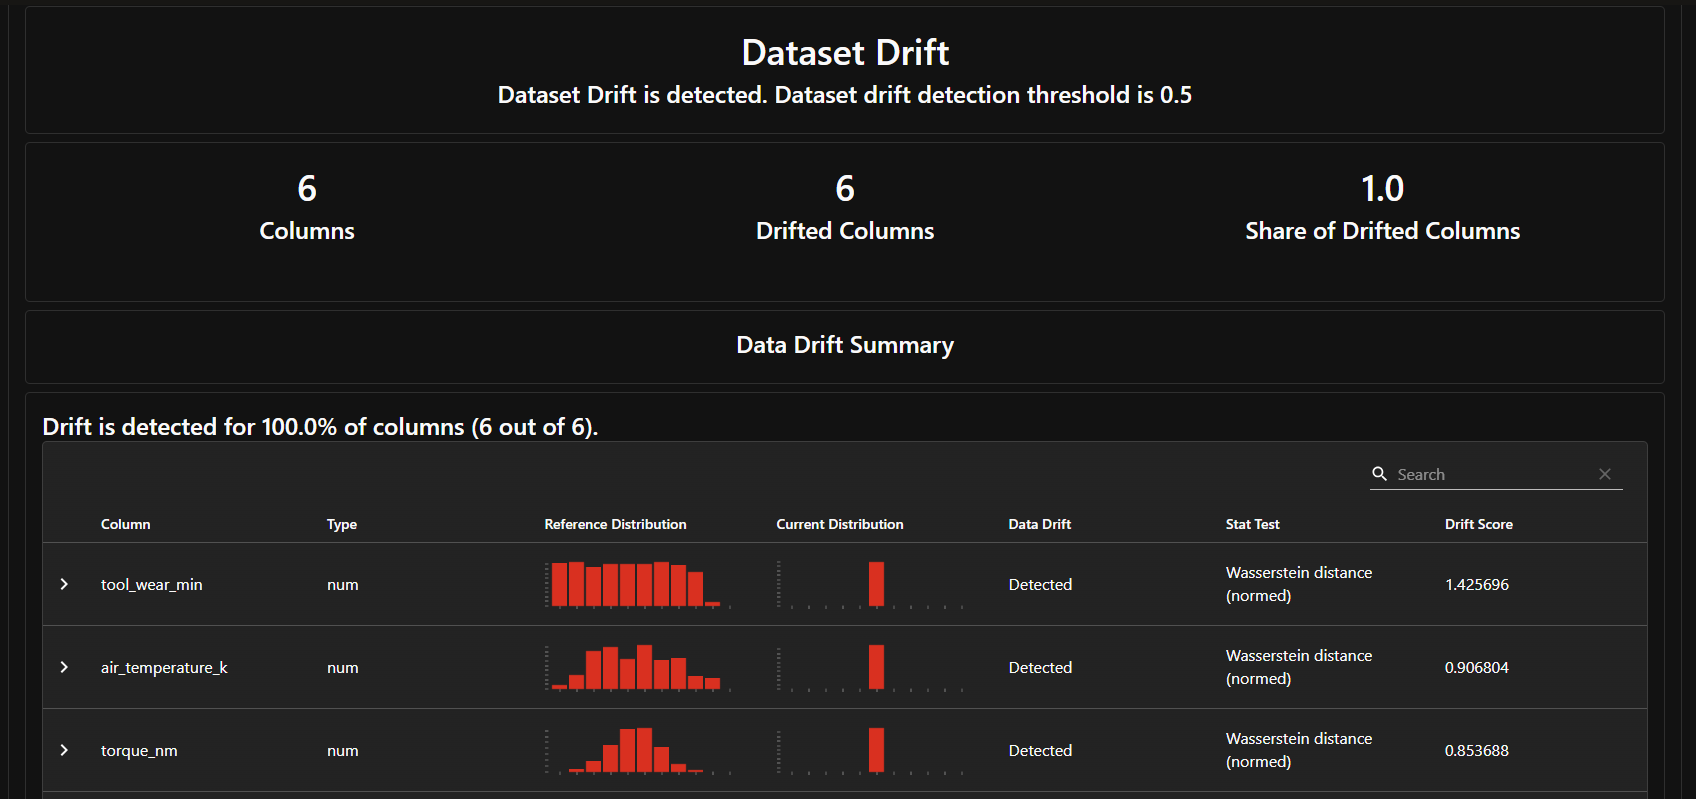 Dataset Drift
Dataset Drift is detected. Dataset drift detection threshold is 0.5
6
Columns
6
Drifted Columns
1.0
Share of Drifted Columns
Data Drift Summary
Drift is detected for 100.0% of columns (6 out of 6).
Search
Column Type Reference Distribution Current Distribution Data Drift Stat Test Drift Score
tool_wear_min num Detected Wasserstein distance (normed) 1.425696
air_temperature_k num Detected Wasserstein distance (normed) 0.906804
torque_nm num Detected Wasserstein distance (normed) 0.853688